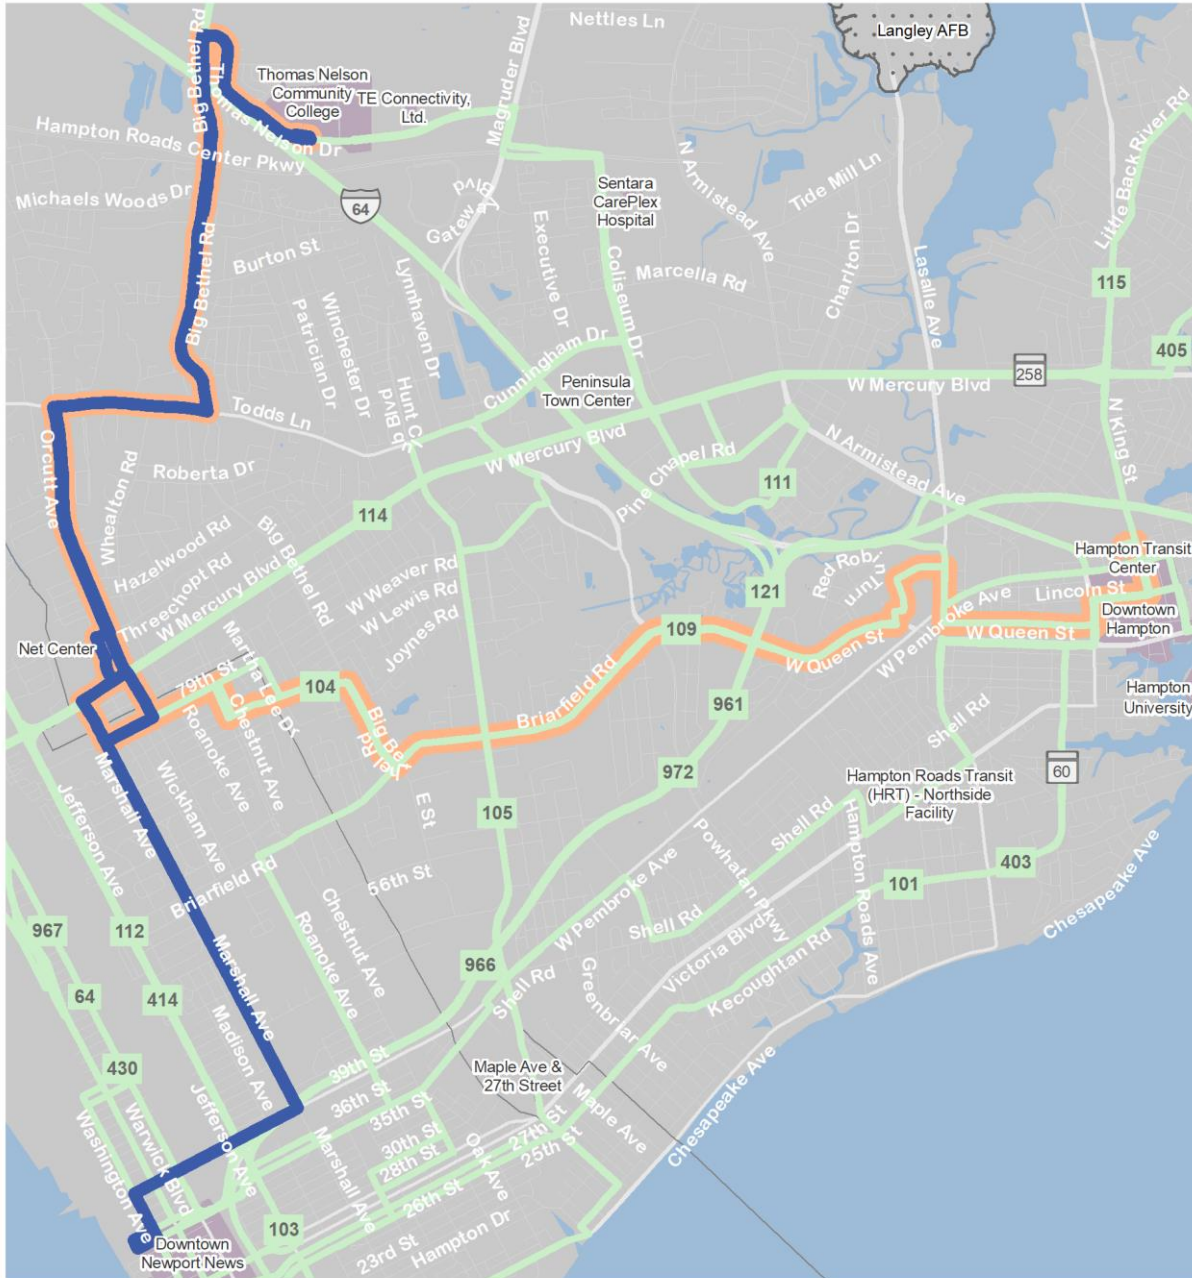 Nettles Ln
Langley AFB
Big Bethel Rd
Magruder Blvd
Thomas Nelson
Community
College
TE Connectivity,
Ltd.
Thomas Nelson Dr
Hampton Roads Center Pkwy
Little Back River Rd
N Armistead Ave
Tide Mill Ln
Michaels Woods Dr
64
Gateway Blvd
Sentara
CarePlex
Hospital
Executive Dr
Charlton Dr
Burton St
Big Bethel Rd
Coliseum Dr
Marcella Rd
Lasalle Ave
Lynnhaven Dr
115
Winchester Dr
Patrician Dr
Cunningham Dr
405
258
Peninsula
Town Center
W Mercury Blvd
Todds Ln
N King St
Orcutt Ave
Whealton Rd
Roberta Dr
W Mercury Blvd
Pine Chapel Rd
N Armistead Ave
111
114
Hazelwood Rd
Big Bethel Rd
Threechopt Rd
W Mercury Blvd
W Weaver Rd
W Lewis Rd
Joynes Rd
121
Hampton Transit
Center
Lincoln St
Downtown
Hampton
Net Center
Martha Lee Dr
109
W Queen St
W Pembroke Ave
W Queen St
79th St
104
Chestnut Ave
Roanoke Ave
Briarfield Rd
961
Hampton
University
Shell Rd
972
60
Marshall Ave
Wickham Ave
Jefferson Ave
Hampton Roads Transit
(HRT) - Northside
Facility
E St
105
Shell Rd
Powhatan Pkwy
Hampton Roads Ave
403
101
Briarfield Rd
56th St
W Pembroke Ave
Shell Rd
Chesapeake Ave
967
112
Marshall Ave
Chestnut Ave
Roanoke Ave
966
Victoria Blvd
Kecoughtan Rd
64
414
Shell Rd
Greenbriar Ave
Madison Ave
430
39th St
Maple Ave &
27th Street
36th St
35th St
Jefferson Ave
Maple Ave
Chesapeake Ave
Washington Ave
Warwick Blvd
Marshall Ave
30th St
28th St
27th St
25th St
Oak Ave
26th St
103
Downtown
Newport News
23rd St
Hampton Dr